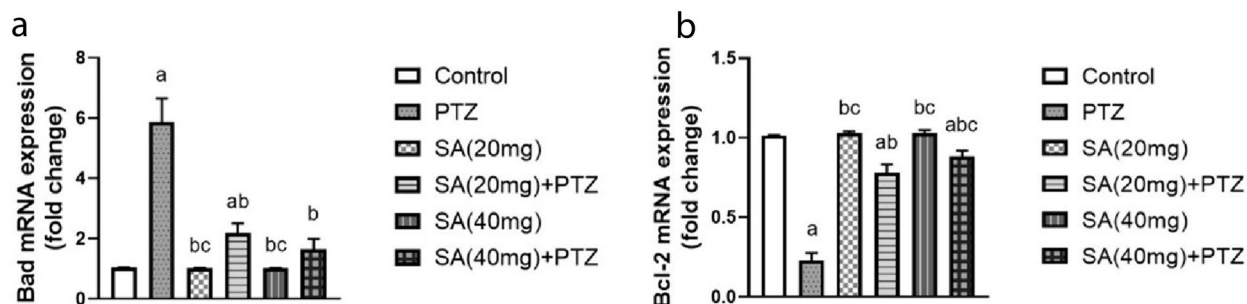 a
Bad mRNA expression
(fold change)
8
6
4
2
0
a
bc
ab
bc
b
Control
PTZ
SA(20mg)
SA(20mg)+PTZ
SA(40mg)
SA(40mg)+PTZ
b
Bcl-2 mRNA expression
(fold change)
1.5
1.0
0.5
0.0
a
bc
ab
bc
abc
Control
PTZ
SA(20mg)
SA(20mg)+PTZ
SA(40mg)
SA(40mg)+PTZ